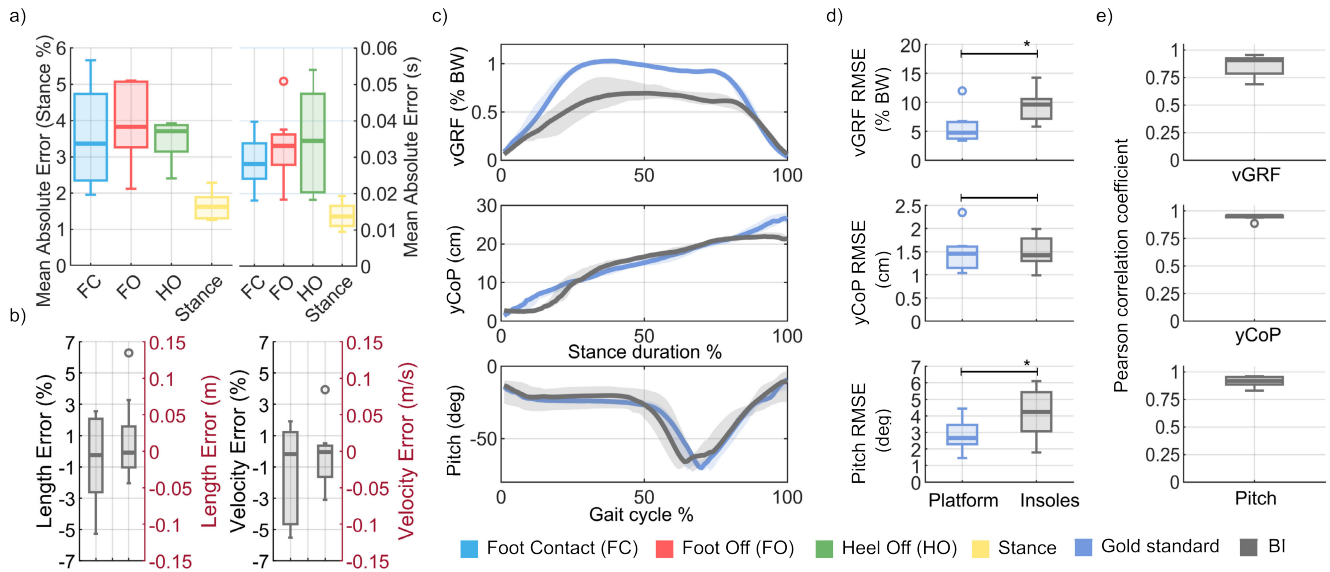 a)
Mean Absolute Error (Stance %)
6
5
4
3
2
1
0
FC
FO
HO
Stance
0.06
0.05
0.04
0.03
0.02
0.01
0
Mean Absolute Error (s)
FC
FO
HO
Stance
b)
Length Error (%)
7
5
3
1
-1
-3
-5
-7
0.15
0.1
0.05
0
-0.05
-0.1
-0.15
Length Error (m)
Velocity Error (%)
7
5
3
1
-1
-3
-5
-7
0.15
0.1
0.05
0
-0.05
-0.1
-0.15
Velocity Error (m/s)
c)
vGRF (% BW)
1
0.5
0
0
50
100
yCoP (cm)
30
20
10
0
0
50
100
Stance duration %
Pitch (deg)
0
-50
0
50
100
Gait cycle %
d)
vGRF RMSE
(% BW)
20
15
10
5
0
*
yCoP RMSE
(cm)
2.5
2
1.5
1
0.5
0
Pitch RMSE
(deg)
7
6
5
4
3
2
1
0
*
Platform
Insoles
e)
Pearson correlation coefficient
1
0.75
0.5
0.25
0
vGRF
1
0.75
0.5
0.25
0
yCoP
1
0.75
0.5
0.25
0
Pitch
Foot Contact (FC)
Foot Off (FO)
Heel Off (HO)
Stance
Gold standard
BI